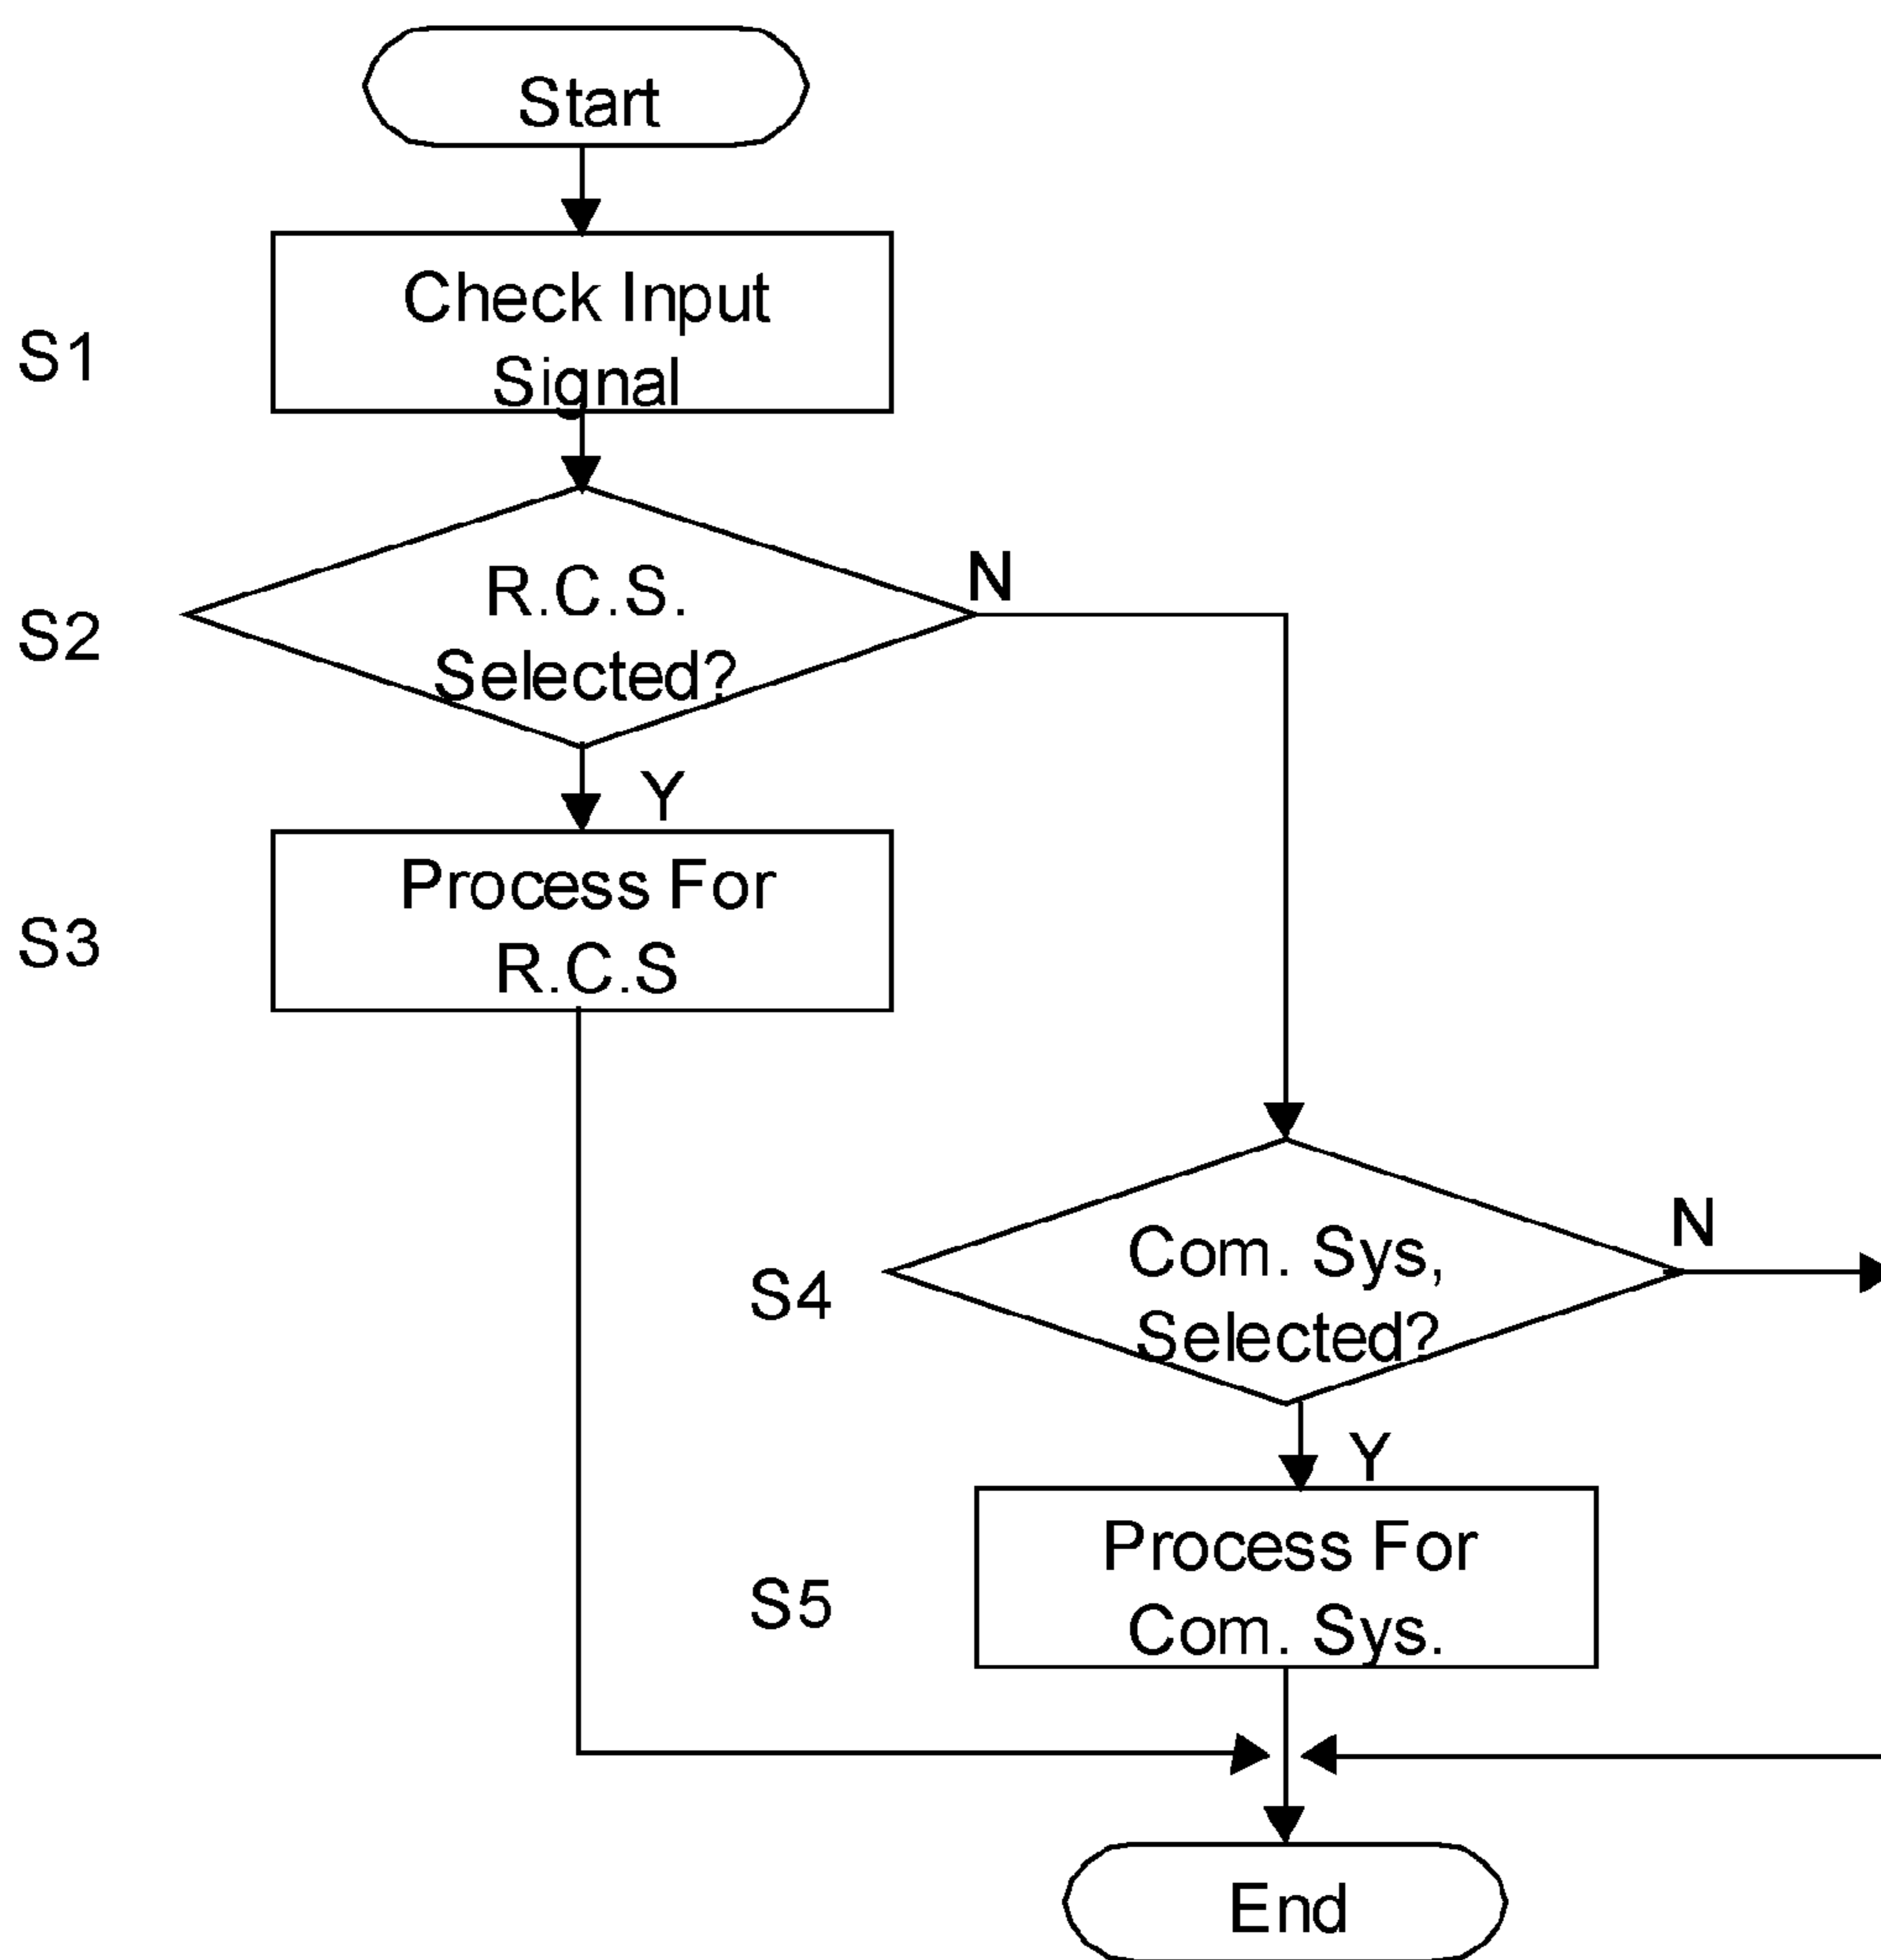 Start
S1
Check Input
Signal
S2
R.C.S.
Selected?
N
Y
S3
Process For
R.C.S
S4
Com. Sys,
Selected?
N
Y
S5
Process For
Com. Sys.
End